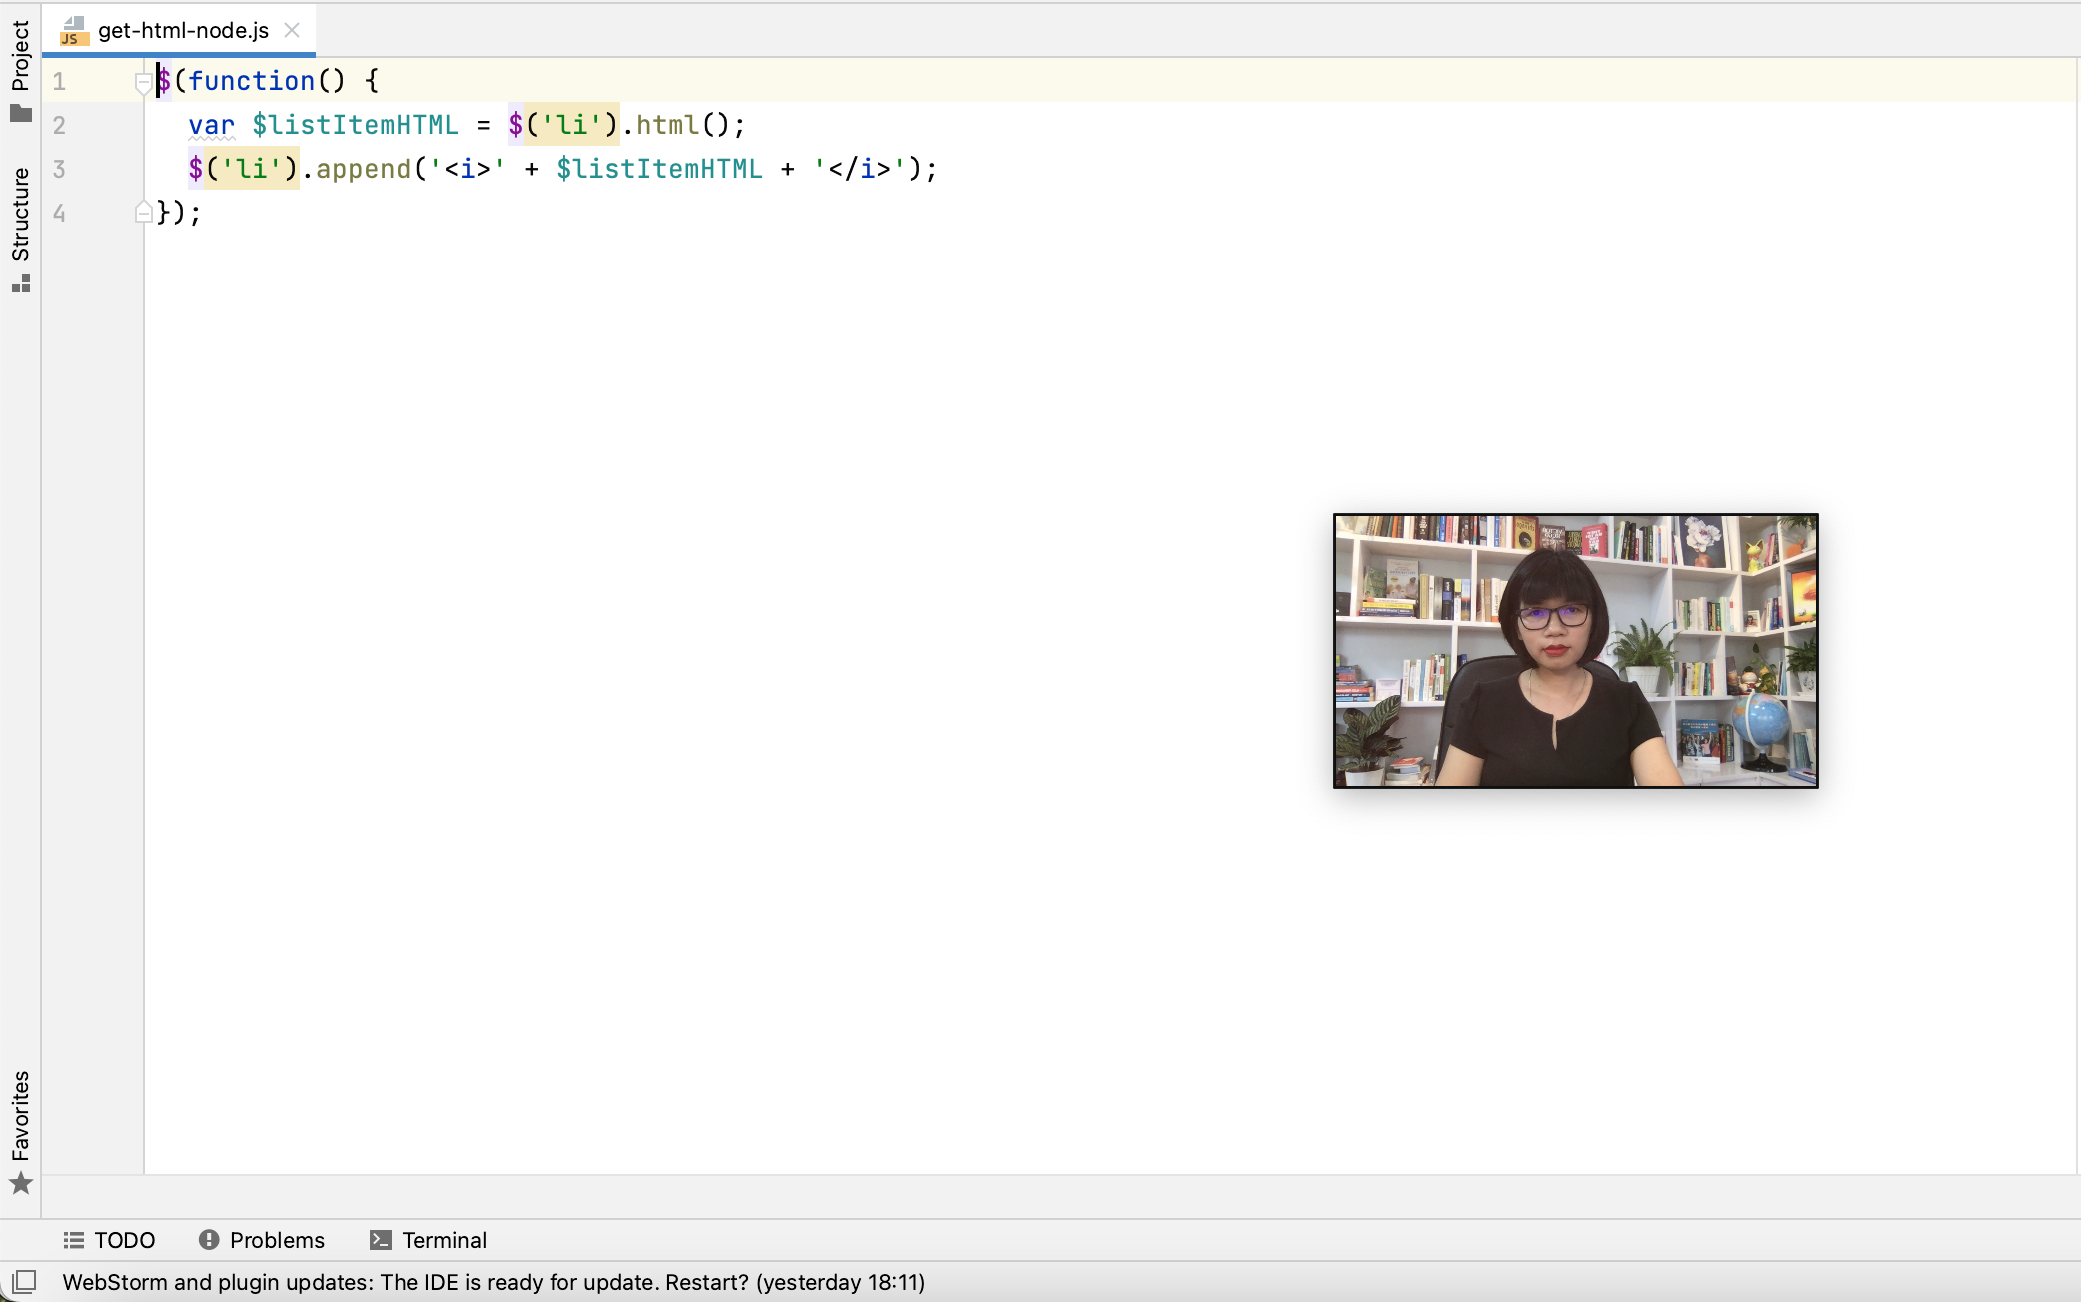 Project
Structure
Favorites
get-html-node.js
1 $(function() {
2 var $listItemHTML = $('li').html();
3 $('li').append('<i>' + $listItemHTML + '</i>');
4 });
TODO Problems Terminal
WebStorm and plugin updates: The IDE is ready for update. Restart? (yesterday 18:11)